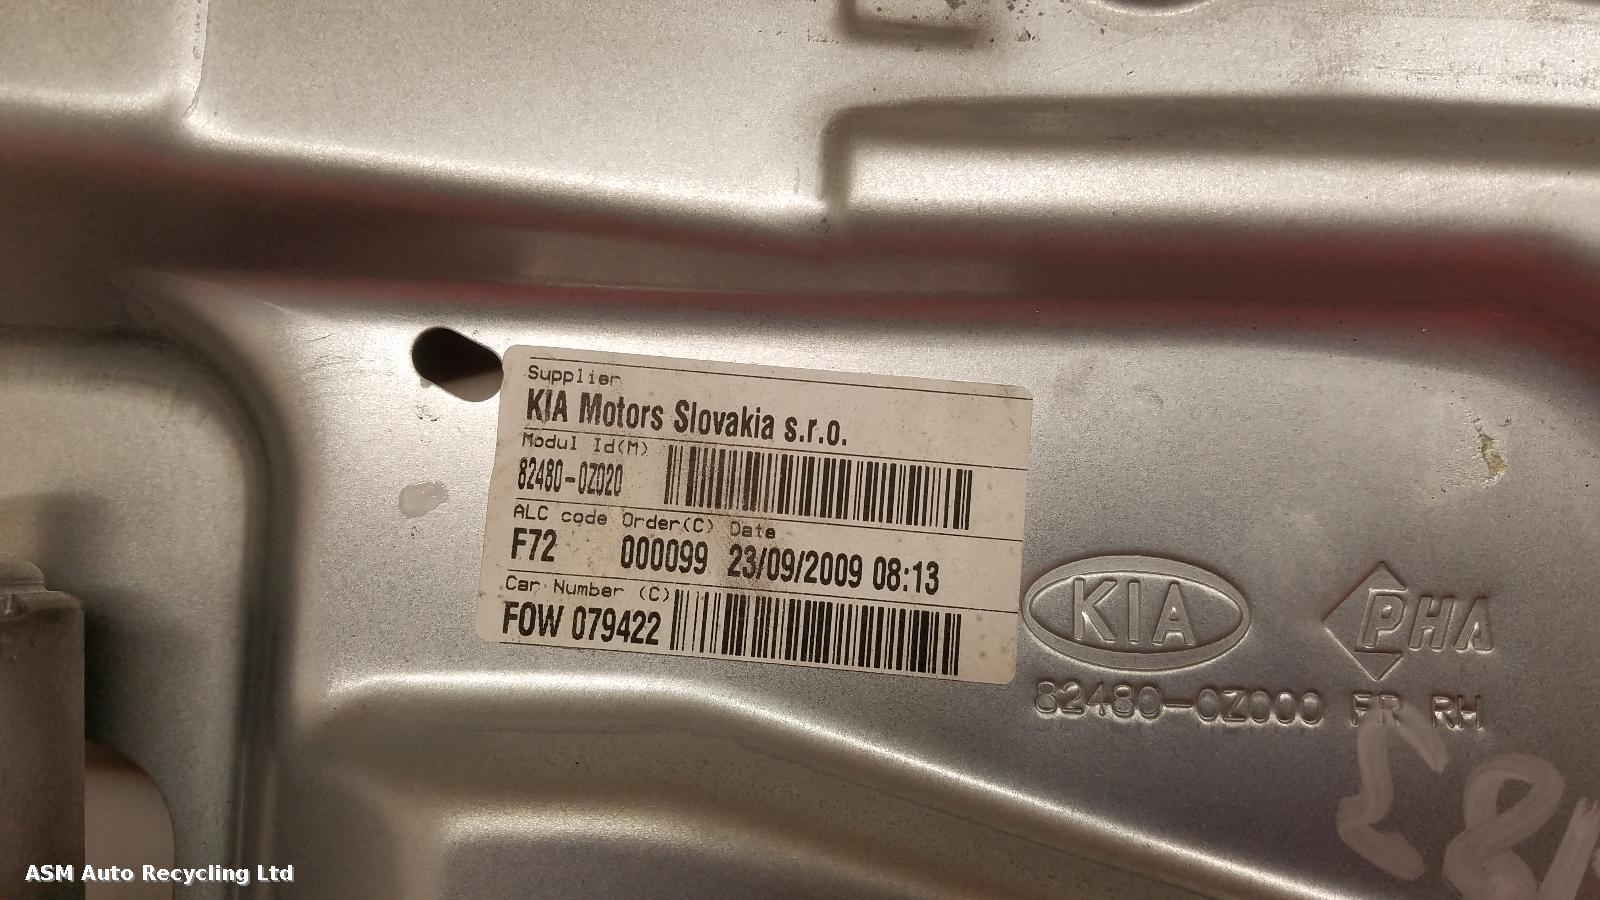 Supplier
KIA Motors Slovakia s.r.o.
Modul Id(M)
82480-0Z020
ALC code Order(C) Date
F72 000099 23/09/2009 08:13
Car Number (C)
FOW 079422
KIA PHA
82480-0Z000 FR RH
ASM Auto Recycling Ltd